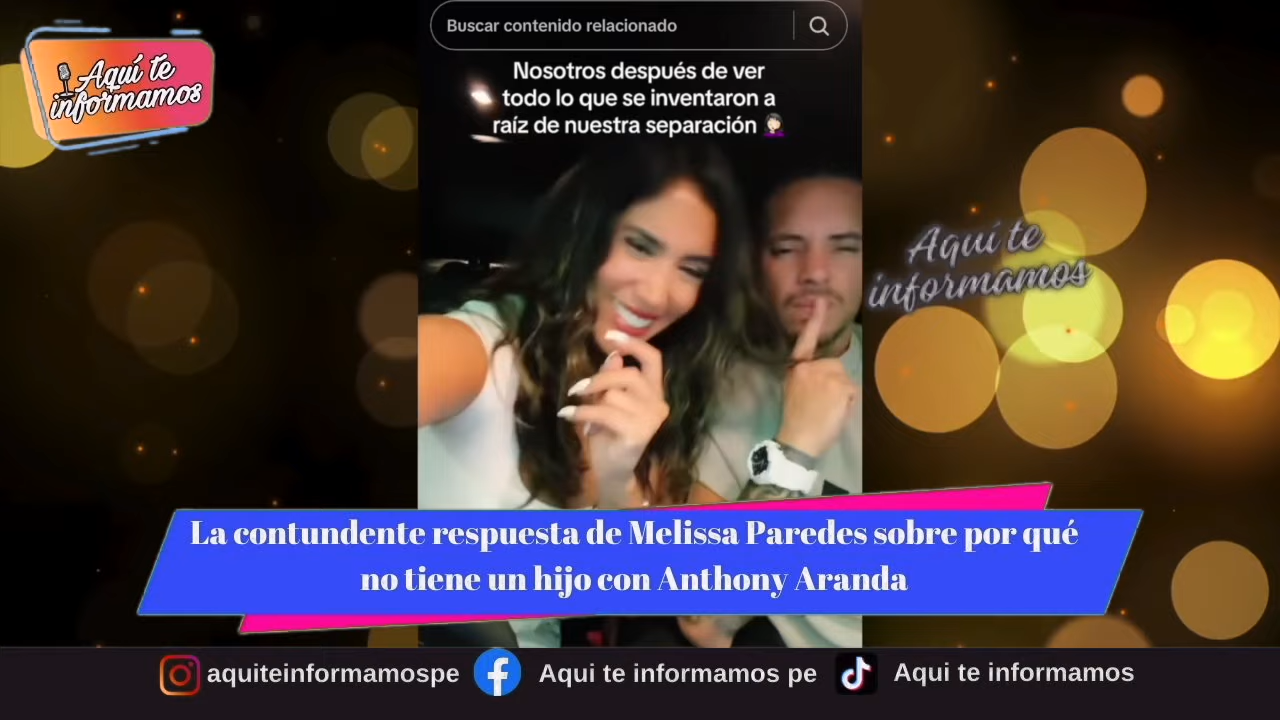 Buscar contenido relacionado
Aquí te
informamos
Nosotros después de ver
todo lo que se inventaron a
raíz de nuestra separación 🤦🏻‍♀️
Aquí te
informamos
La contundente respuesta de Melissa Paredes sobre por qué
no tiene un hijo con Anthony Aranda
aquiteinformamospe
Aqui te informamos pe
Aqui te informamos